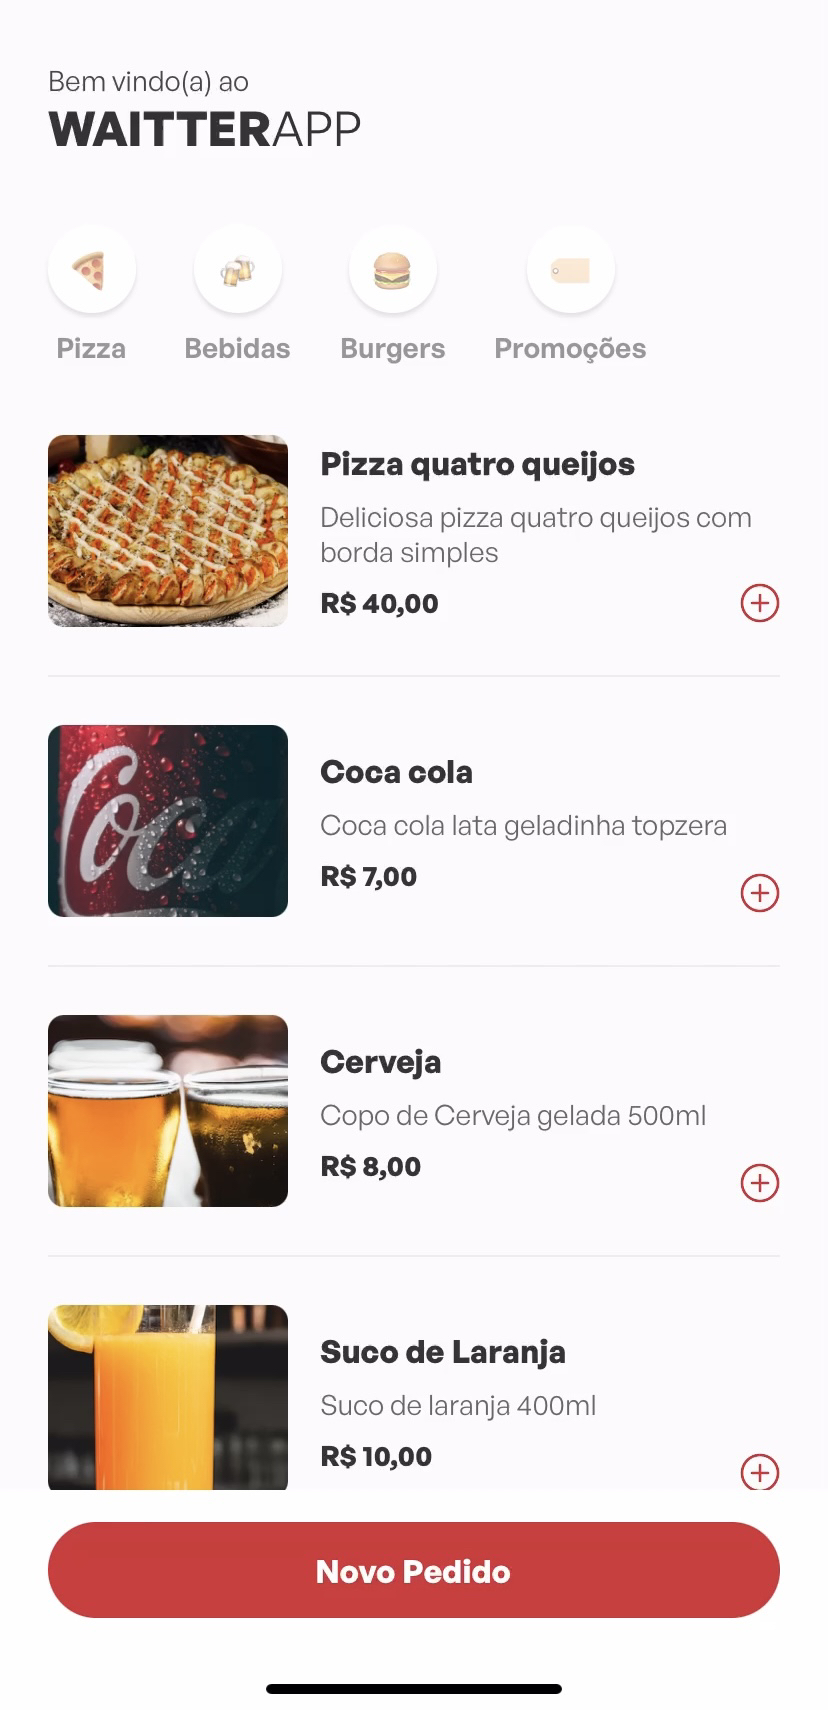 Bem vindo(a) ao
WAITTERAPP
Pizza
Bebidas
Burgers
Promoções
Pizza quatro queijos
Deliciosa pizza quatro queijos com
borda simples
R$ 40,00
Coca cola
Coca cola lata geladinha topzera
R$ 7,00
Coca
Cerveja
Copo de Cerveja gelada 500ml
R$ 8,00
Suco de Laranja
Suco de laranja 400ml
R$ 10,00
Novo Pedido